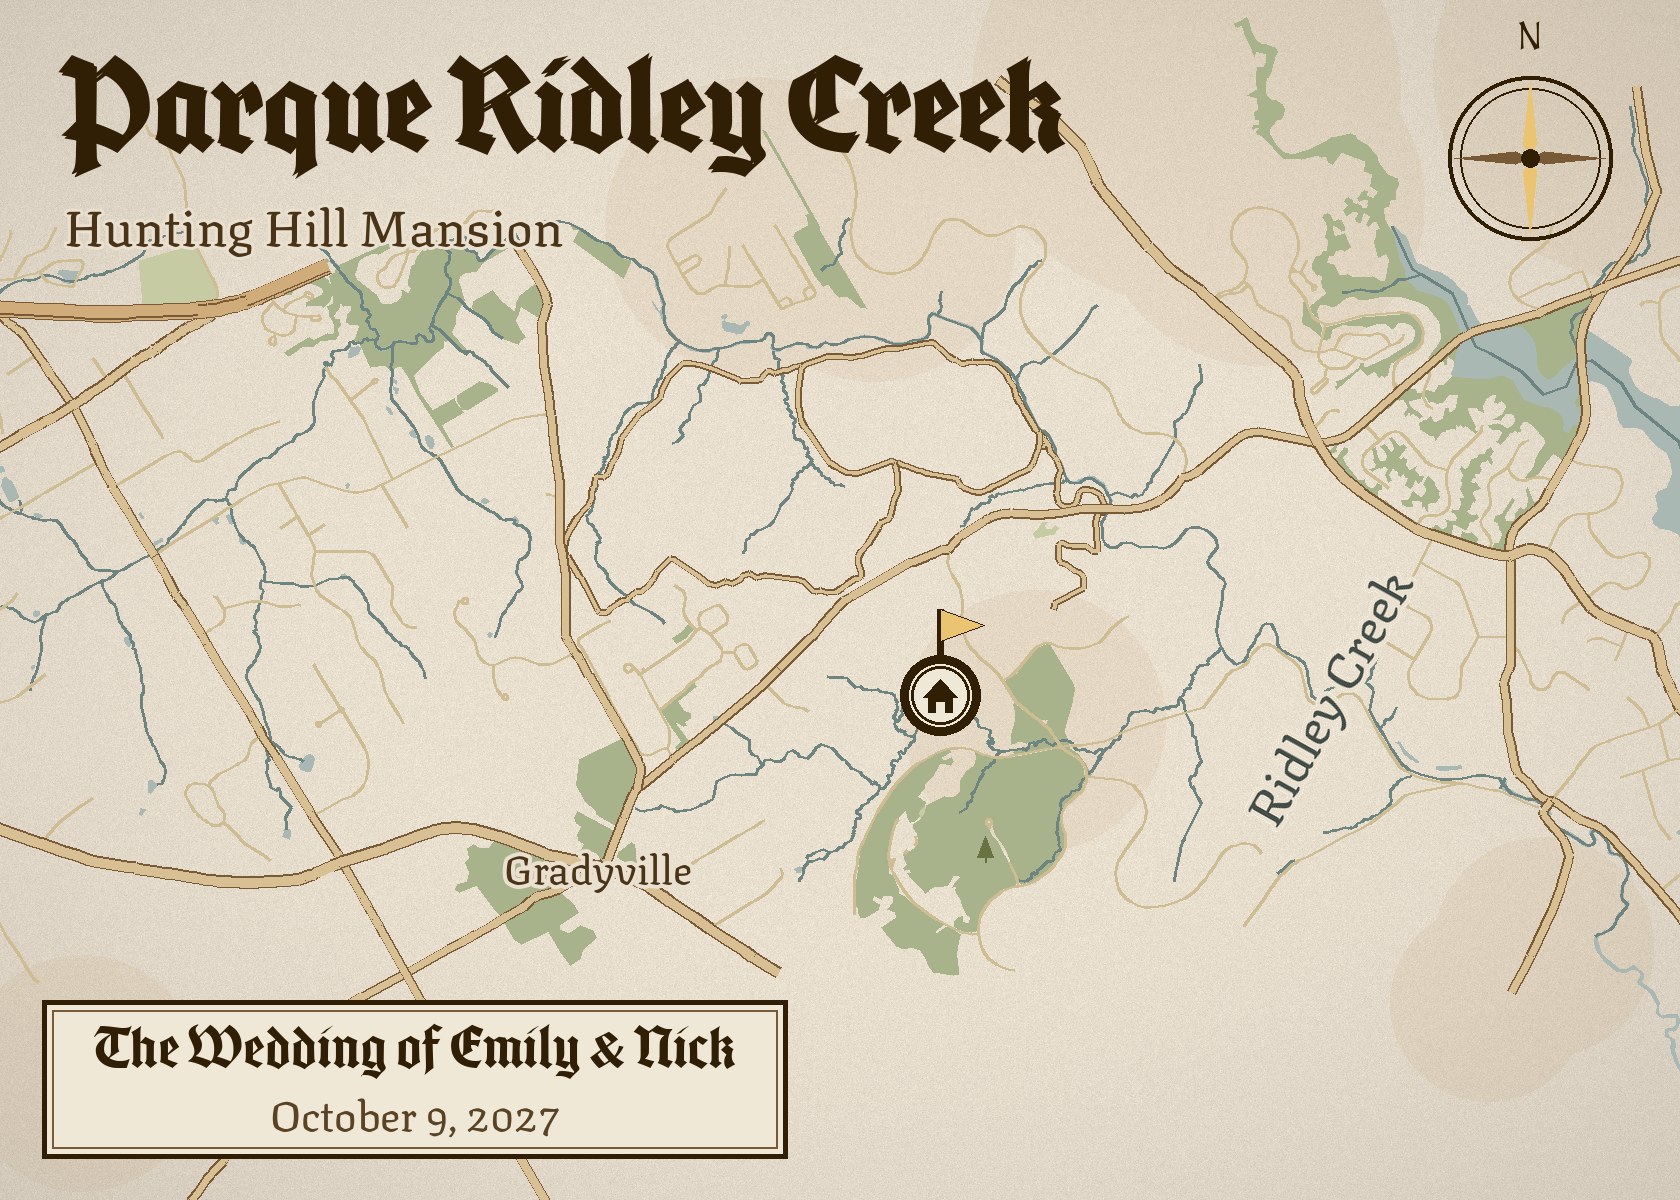 Parque Ridley Creek
N
Hunting Hill Mansion
Ridley Creek
Gradyville
The Wedding of Emily & Nick
October 9, 2027